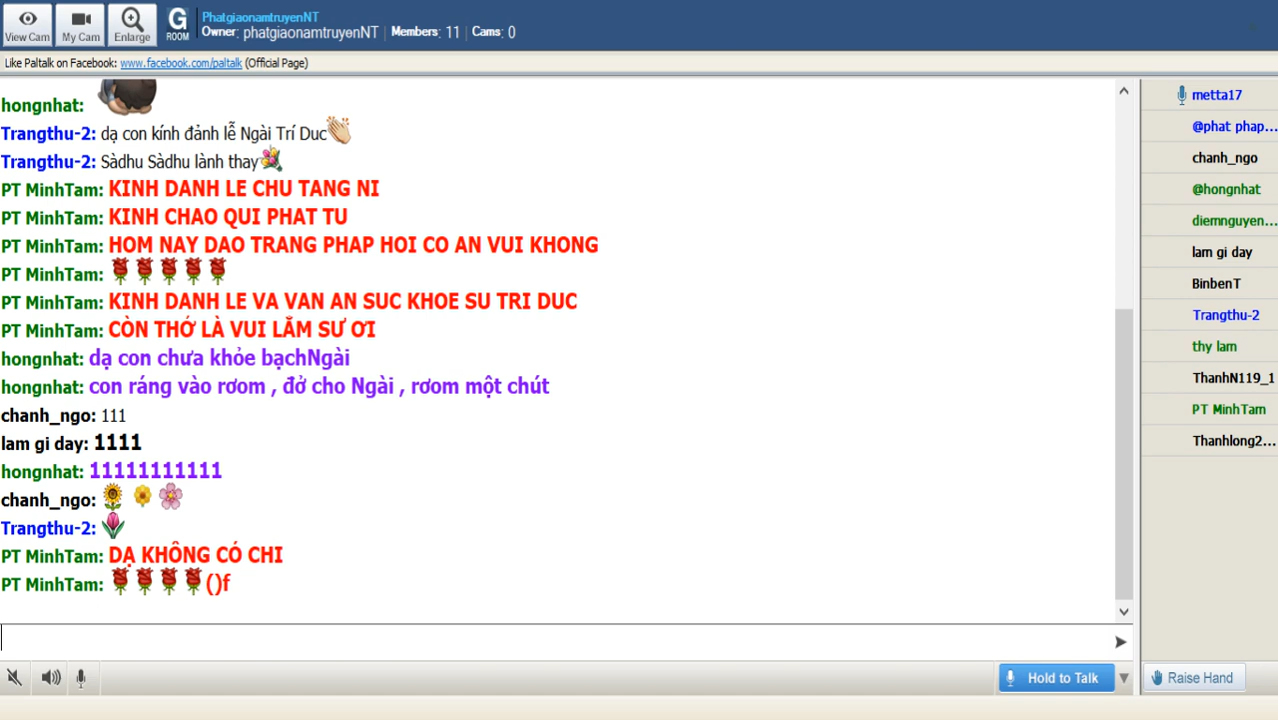 View Cam
My Cam
Enlarge
G
ROOM
PhatgiaonamtruyenNT
Owner: phatgiaonamtruyenNT | Members: 11 | Cams: 0
Like Paltalk on Facebook: www.facebook.com/paltalk (Official Page)
hongnhat:
Trangthu-2: dạ con kính đảnh lễ Ngài Trí Duc
Trangthu-2: Sàdhu Sàdhu lành thay
PT MinhTam: KINH DANH LE CHU TANG NI
PT MinhTam: KINH CHAO QUI PHAT TU
PT MinhTam: HOM NAY DAO TRANG PHAP HOI CO AN VUI KHONG
PT MinhTam:
PT MinhTam: KINH DANH LE VA VAN AN SUC KHOE SU TRI DUC
PT MinhTam: CÒN THỚ LÀ VUI LẮM SƯ ƠI
hongnhat: dạ con chưa khỏe bạchNgài
hongnhat: con ráng vào rơom , đở cho Ngài , rơom một chút
chanh_ngo: 111
lam gi day: 1111
hongnhat: 11111111111
chanh_ngo:
Trangthu-2:
PT MinhTam: DẠ KHÔNG CÓ CHI
PT MinhTam: ()f
Hold to Talk
metta17
@phat phap...
chanh_ngo
@hongnhat
diemnguyen...
lam gi day
BinbenT
Trangthu-2
thy lam
ThanhN119_1
PT MinhTam
Thanhlong2...
Raise Hand